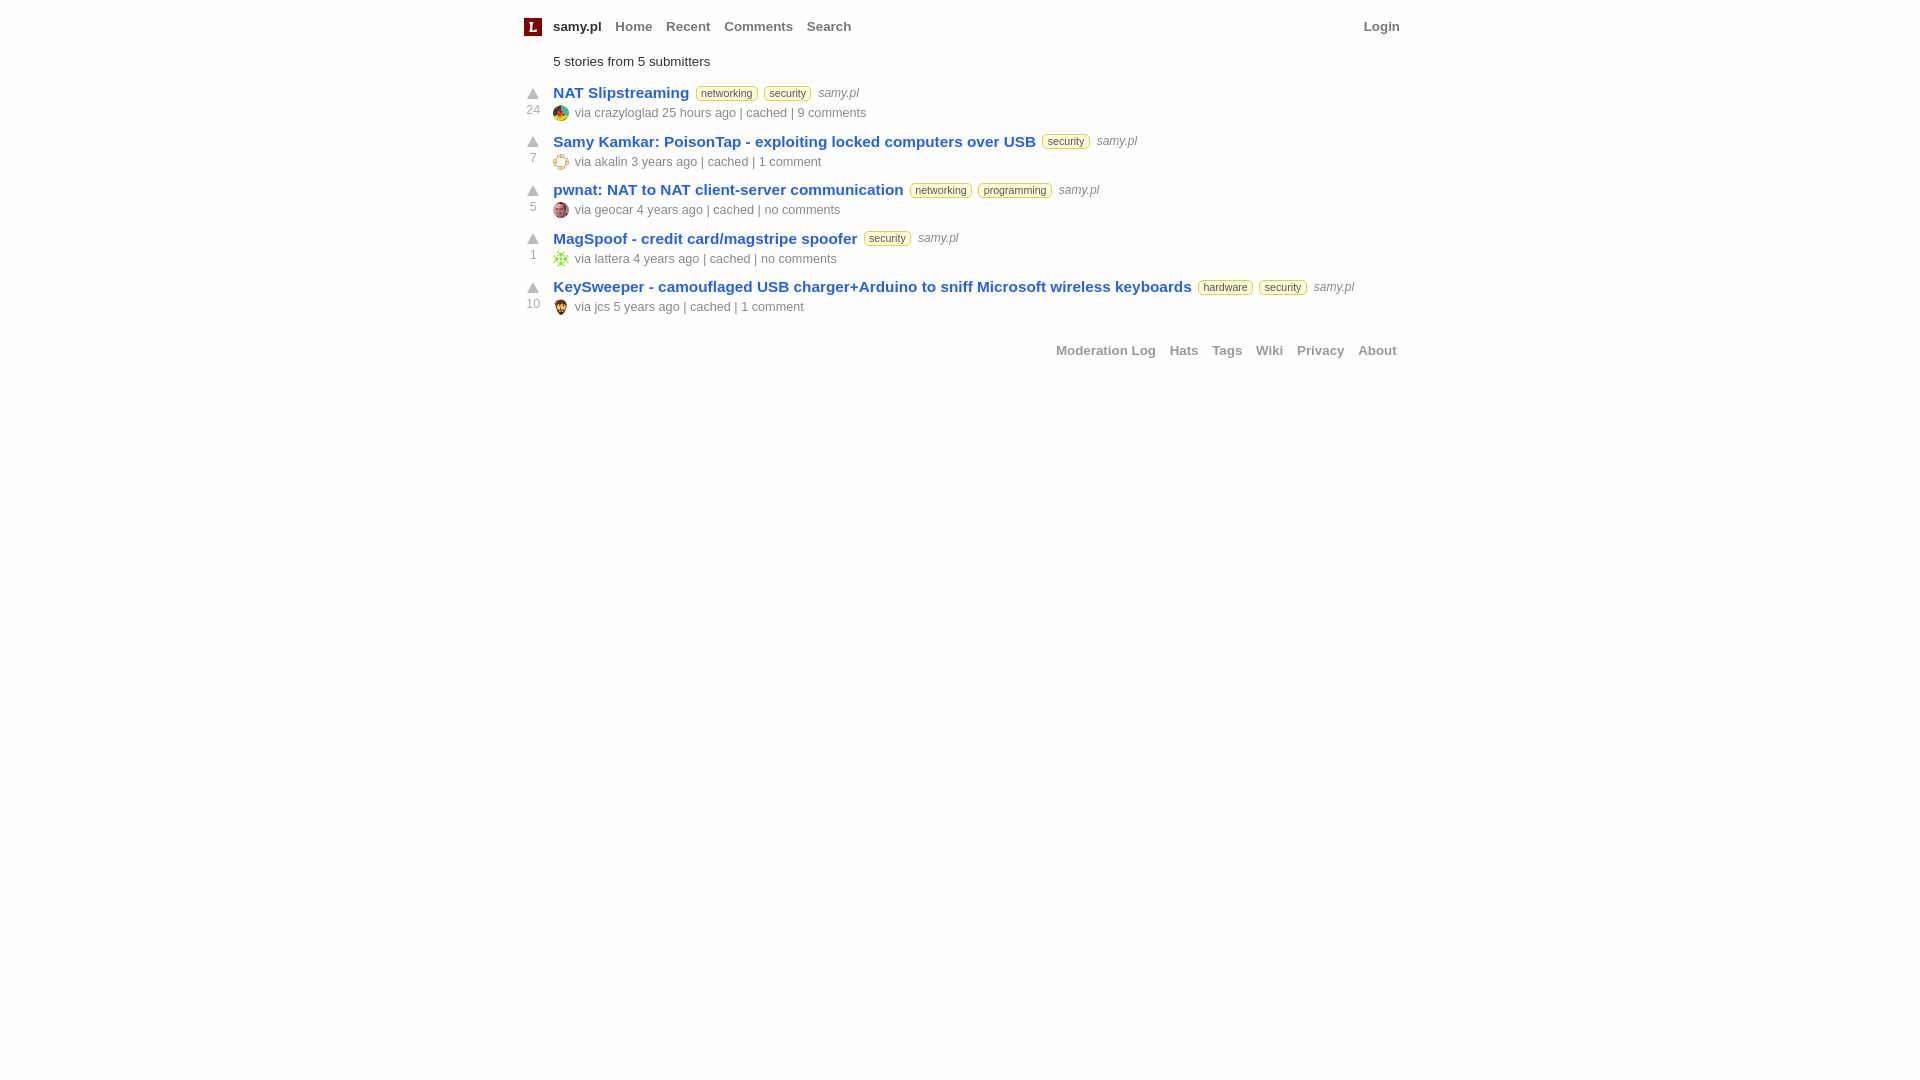 L samy.pl Home Recent Comments Search Login
5 stories from 5 submitters
NAT Slipstreaming networking security samy.pl
24
via crazyloglad 25 hours ago | cached | 9 comments
Samy Kamkar: PoisonTap - exploiting locked computers over USB security samy.pl
7
via akalin 3 years ago | cached | 1 comment
pwnat: NAT to NAT client-server communication networking programming samy.pl
5
via geocar 4 years ago | cached | no comments
MagSpoof - credit card/magstripe spoofer security samy.pl
1
via lattera 4 years ago | cached | no comments
KeySweeper - camouflaged USB charger+Arduino to sniff Microsoft wireless keyboards hardware security samy.pl
10
via jcs 5 years ago | cached | 1 comment
Moderation Log Hats Tags Wiki Privacy About